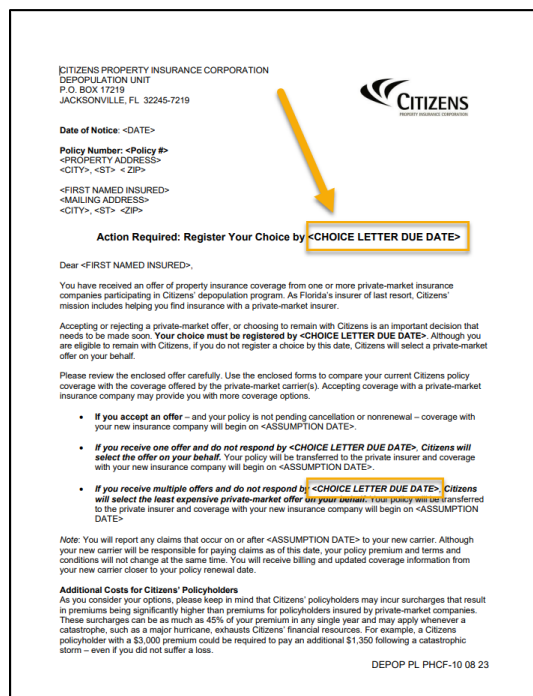 CITIZENS PROPERTY INSURANCE CORPORATION
DEPOPULATION UNIT
P.O. BOX 17219
JACKSONVILLE, FL 32245-7219
CITIZENS
PROPERTY INSURANCE CORPORATION
Date of Notice: <DATE>
Policy Number: <Policy #>
<PROPERTY ADDRESS>
<CITY>, <ST> < ZIP>
<FIRST NAMED INSURED>
<MAILING ADDRESS>
<CITY>, <ST> <ZIP>
Action Required: Register Your Choice by <CHOICE LETTER DUE DATE>
Dear <FIRST NAMED INSURED>,
You have received an offer of property insurance coverage from one or more private-market insurance
companies participating in Citizens' depopulation program. As Florida's insurer of last resort, Citizens'
mission includes helping you find insurance with a private-market insurer.
Accepting or rejecting a private-market offer, or choosing to remain with Citizens is an important decision that
needs to be made soon. Your choice must be registered by <CHOICE LETTER DUE DATE>. Although you
are eligible to remain with Citizens, if you do not register a choice by this date, Citizens will select a private-market
offer on your behalf.
Please review the enclosed offer carefully. Use the enclosed forms to compare your current Citizens policy
coverage with the coverage offered by the private-market carrier(s). Accepting coverage with a private-market
insurance company may provide you with more coverage options.
• If you accept an offer – and your policy is not pending cancellation or nonrenewal – coverage with
your new insurance company will begin on <ASSUMPTION DATE>.
• If you receive one offer and do not respond by <CHOICE LETTER DUE DATE>, Citizens will
select the offer on your behalf. Your policy will be transferred to the private insurer and coverage
with your new insurance company will begin on <ASSUMPTION DATE>.
• If you receive multiple offers and do not respond by <CHOICE LETTER DUE DATE>, Citizens
will select the least expensive private-market offer on your behalf. Your policy will be transferred
to the private insurer and coverage with your new insurance company will begin on <ASSUMPTION
DATE>
Note: You will report any claims that occur on or after <ASSUMPTION DATE> to your new carrier. Although
your new carrier will be responsible for paying claims as of this date, your policy premium and terms and
conditions will not change at the same time. You will receive billing and updated coverage information from
your new carrier closer to your policy renewal date.
Additional Costs for Citizens' Policyholders
As you consider your options, please keep in mind that Citizens' policyholders may incur surcharges that result
in premiums being significantly higher than premiums for policyholders insured by private-market companies.
These surcharges can be as much as 45% of your premium in any single year and may apply whenever a
catastrophe, such as a major hurricane, exhausts Citizens' financial resources. For example, a Citizens
policyholder with a $3,000 premium could be required to pay an additional $1,350 following a catastrophic
storm – even if you did not suffer a loss.
DEPOP PL PHCF-10 08 23